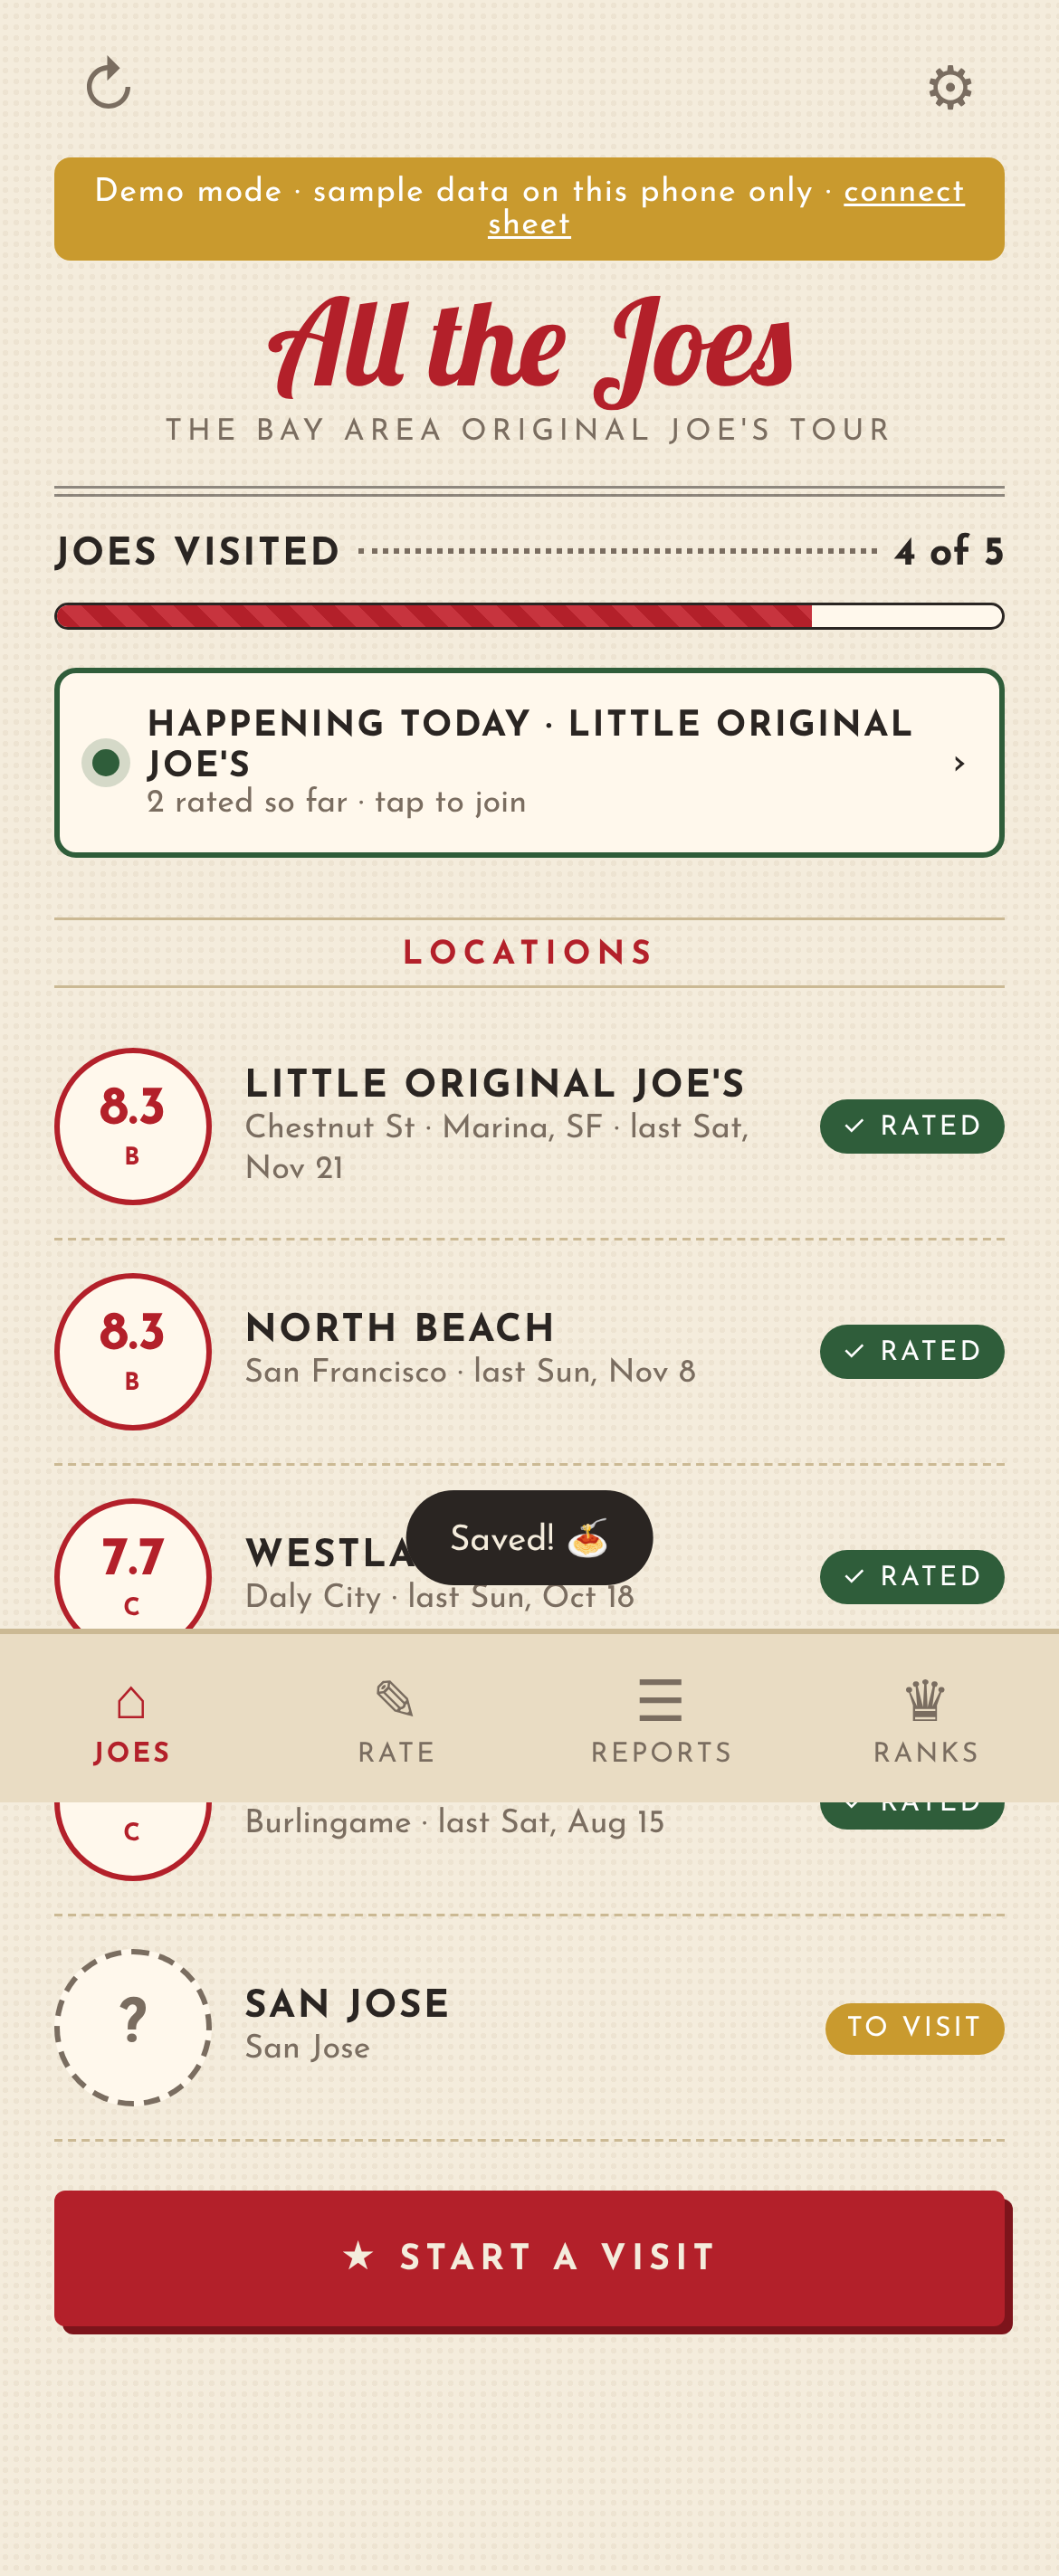 Demo mode · sample data on this phone only · connect
sheet
All the Joes
THE BAY AREA ORIGINAL JOE'S TOUR
JOES VISITED 4 of 5
HAPPENING TODAY · LITTLE ORIGINAL
JOE'S
2 rated so far · tap to join
LOCATIONS
8.3
B
LITTLE ORIGINAL JOE'S
Chestnut St · Marina, SF · last Sat,
Nov 21
✓ RATED
8.3
B
NORTH BEACH
San Francisco · last Sun, Nov 8
✓ RATED
7.7
C
WESTLA
Daly City · last Sun, Oct 18
✓ RATED
Saved! 🍝
JOES
RATE
REPORTS
RANKS
C
Burlingame · last Sat, Aug 15
✓ RATED
?
SAN JOSE
San Jose
TO VISIT
★ START A VISIT